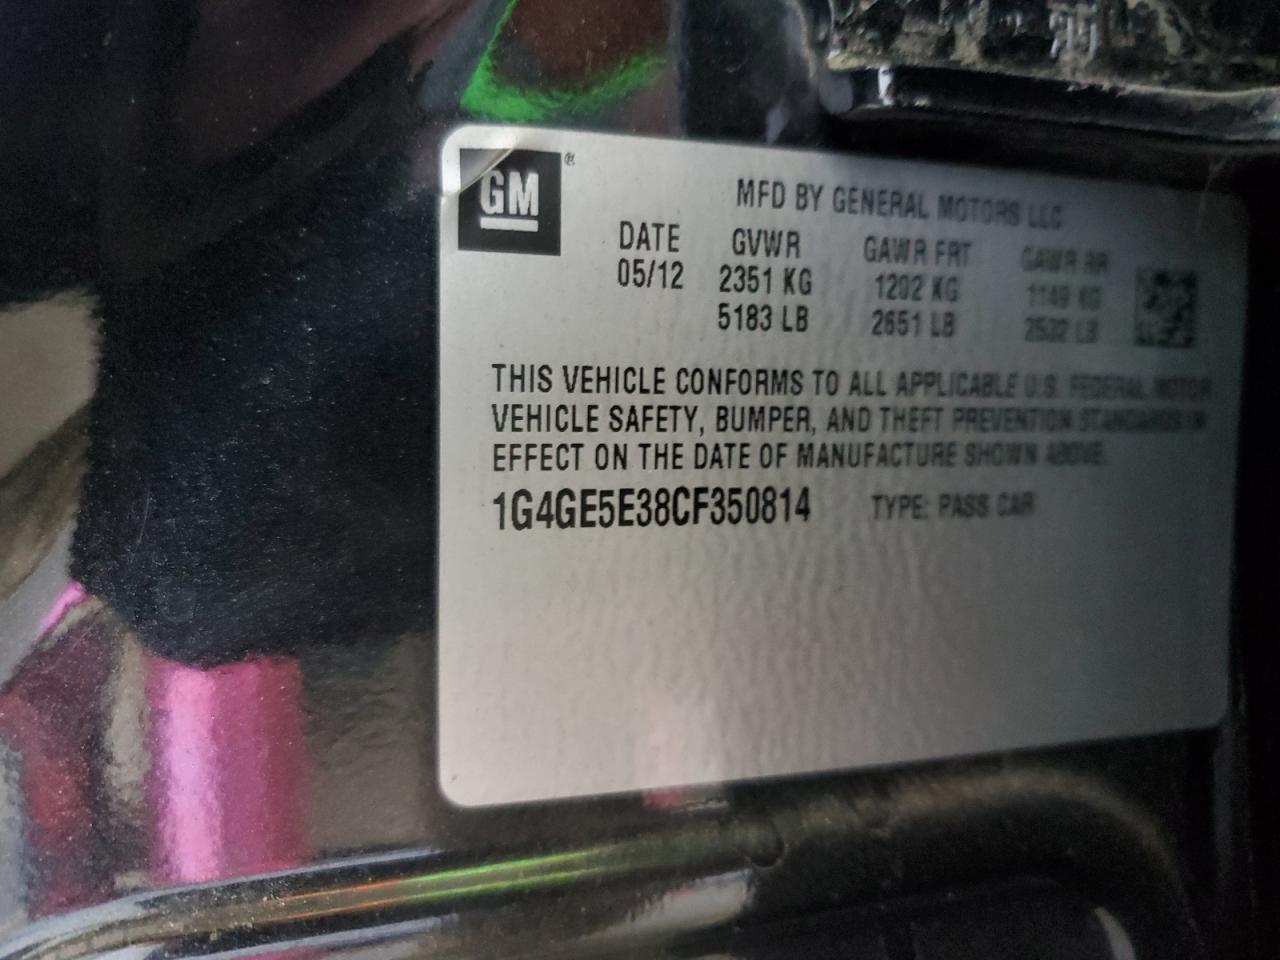 GM ®
MFD BY GENERAL MOTORS LLC
DATE GVWR GAWR FRT GAWR RR
05/12 2351 KG 1202 KG 1149 KG
5183 LB 2651 LB 2532 LB
THIS VEHICLE CONFORMS TO ALL APPLICABLE U.S. FEDERAL MOTOR
VEHICLE SAFETY, BUMPER, AND THEFT PREVENTION STANDARDS IN
EFFECT ON THE DATE OF MANUFACTURE SHOWN ABOVE.
1G4GE5E38CF350814 TYPE: PASS CAR